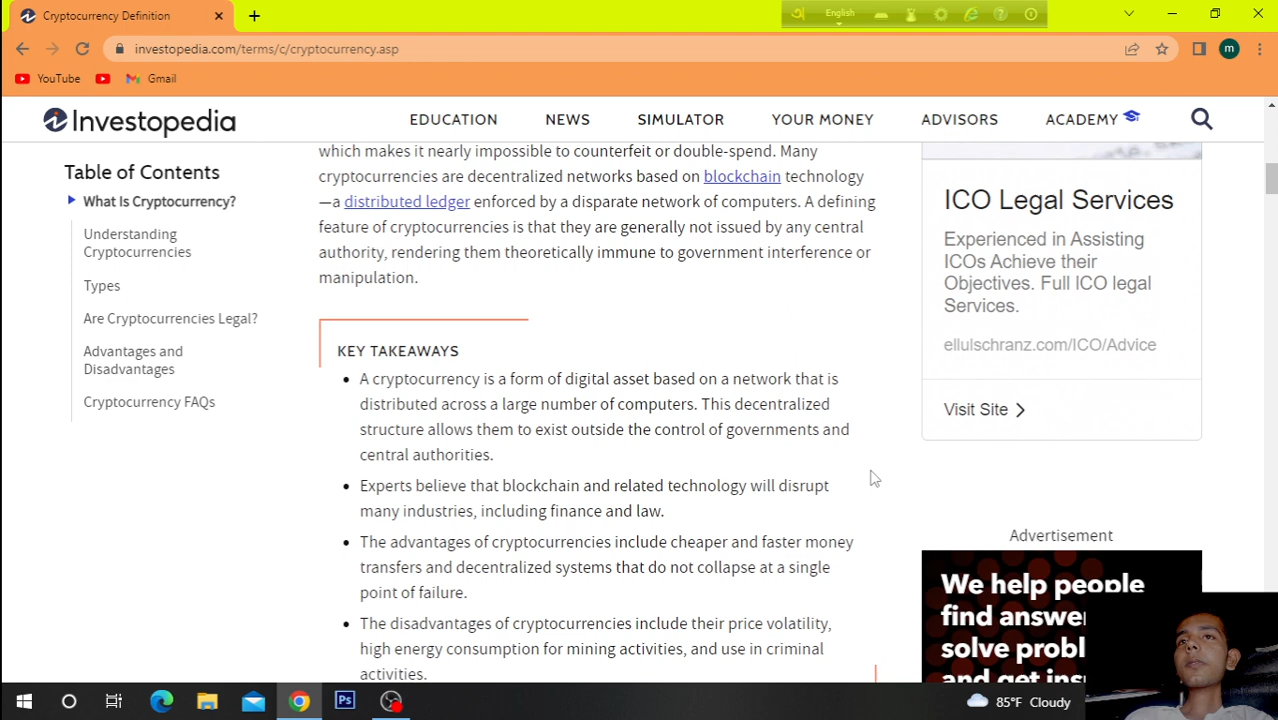 Cryptocurrency Definition
English
investopedia.com/terms/c/cryptocurrency.asp
m
YouTube
Gmail
Investopedia
EDUCATION
NEWS
SIMULATOR
YOUR MONEY
ADVISORS
ACADEMY
Table of Contents
What Is Cryptocurrency?
Understanding
Cryptocurrencies
Types
Are Cryptocurrencies Legal?
Advantages and
Disadvantages
Cryptocurrency FAQs
which makes it nearly impossible to counterfeit or double-spend. Many
cryptocurrencies are decentralized networks based on blockchain technology
—a distributed ledger enforced by a disparate network of computers. A defining
feature of cryptocurrencies is that they are generally not issued by any central
authority, rendering them theoretically immune to government interference or
manipulation.
KEY TAKEAWAYS
A cryptocurrency is a form of digital asset based on a network that is
distributed across a large number of computers. This decentralized
structure allows them to exist outside the control of governments and
central authorities.
Experts believe that blockchain and related technology will disrupt
many industries, including finance and law.
The advantages of cryptocurrencies include cheaper and faster money
transfers and decentralized systems that do not collapse at a single
point of failure.
The disadvantages of cryptocurrencies include their price volatility,
high energy consumption for mining activities, and use in criminal
activities.
ICO Legal Services
Experienced in Assisting
ICOs Achieve their
Objectives. Full ICO legal
Services.
ellulschranz.com/ICO/Advice
Visit Site
Advertisement
We help people
find answe
solve probl
and get ins
Ps
85°F Cloudy